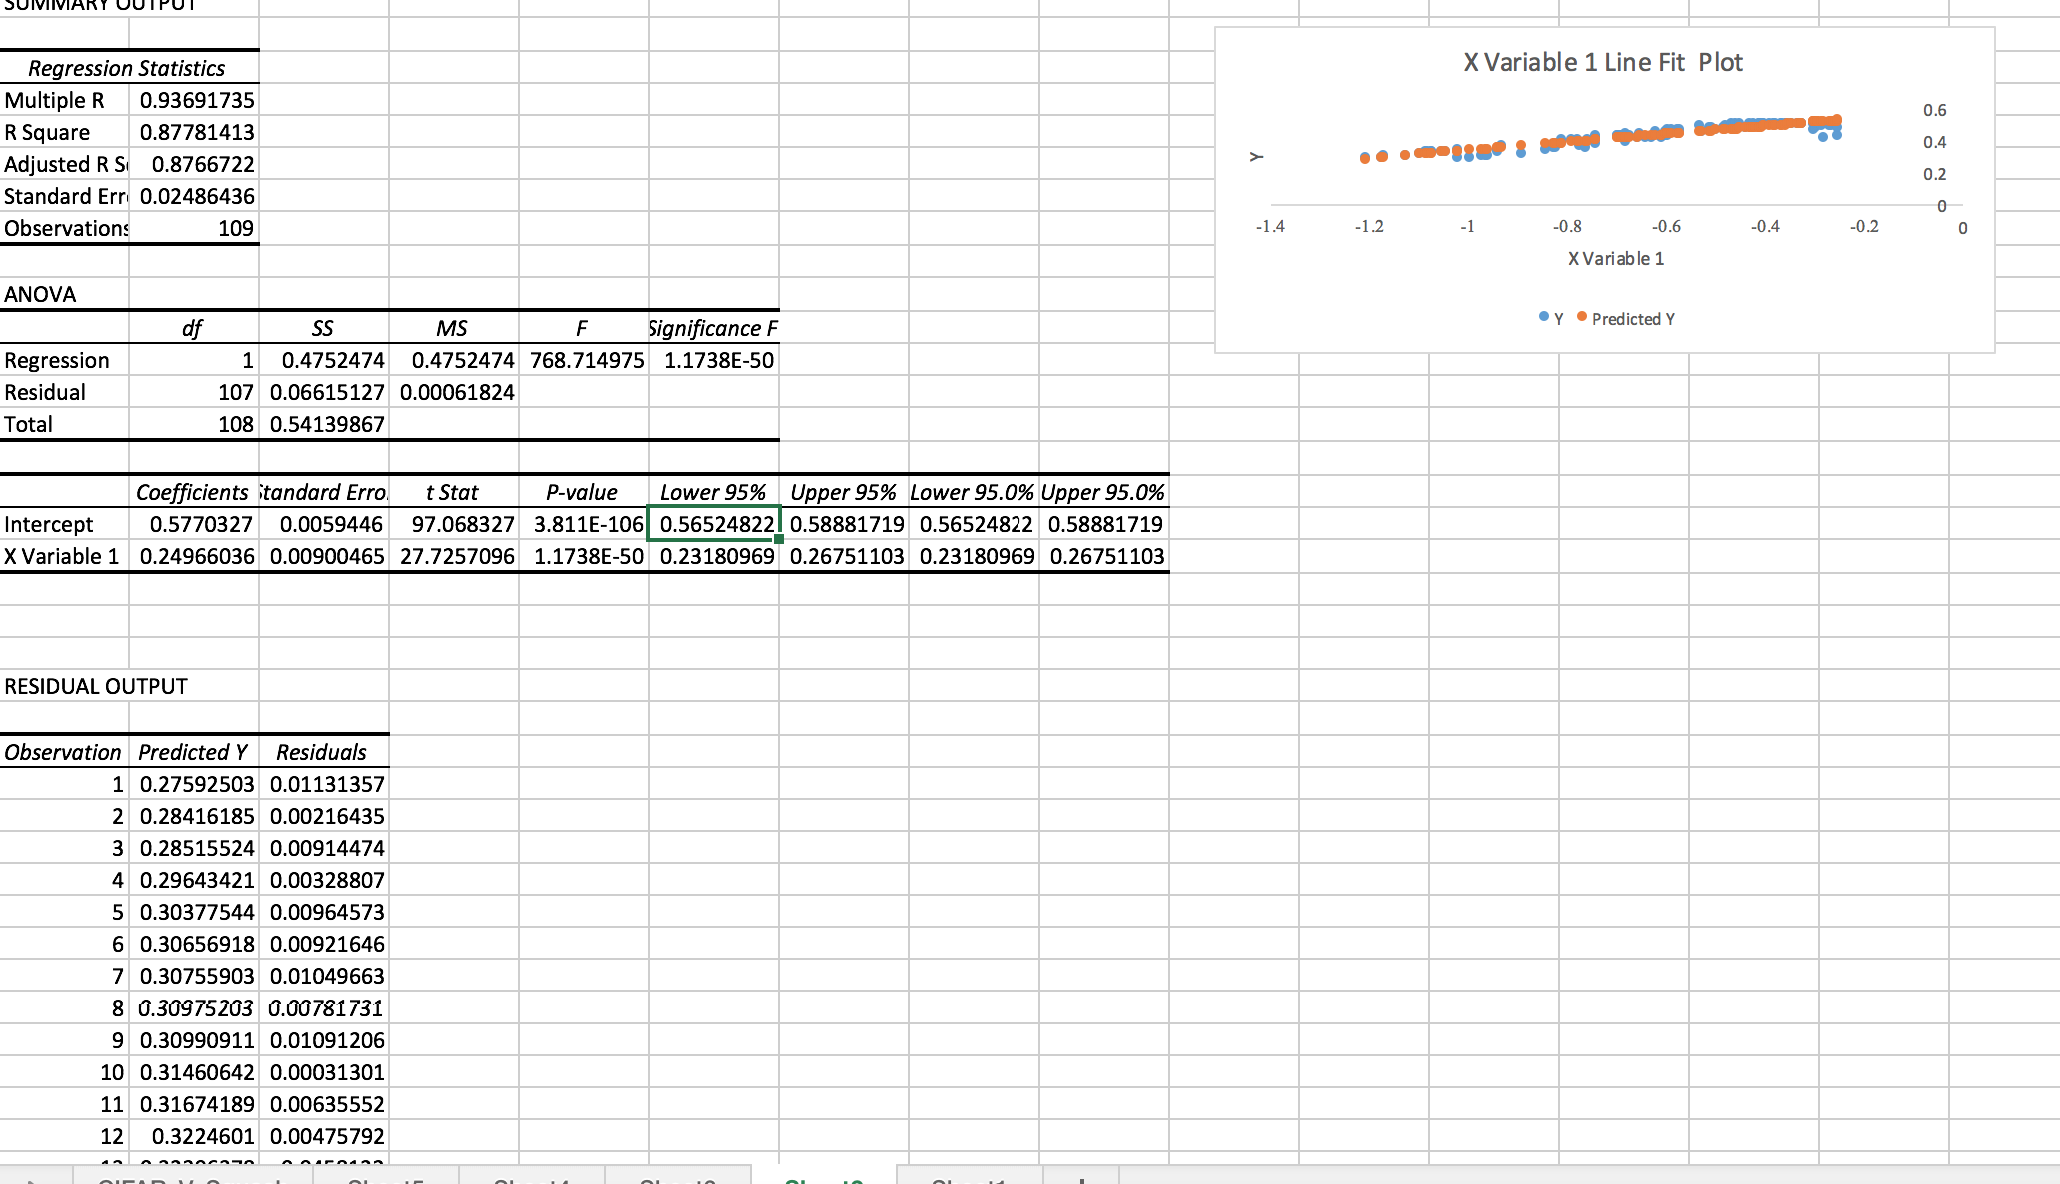 SUMMARY OUTPUT
Regression Statistics
Multiple R 0.93691735
R Square 0.87781413
Adjusted R S 0.8766722
Standard Err 0.02486436
Observations 109
ANOVA
df SS MS F Significance F
Regression 1 0.4752474 0.4752474 768.714975 1.1738E-50
Residual 107 0.06615127 0.00061824
Total 108 0.54139867
Coefficients Standard Erro t Stat P-value Lower 95% Upper 95% Lower 95.0% Upper 95.0%
Intercept 0.5770327 0.0059446 97.068327 3.811E-106 0.56524822 0.58881719 0.56524822 0.58881719
X Variable 1 0.24966036 0.00900465 27.7257096 1.1738E-50 0.23180969 0.26751103 0.23180969 0.26751103
RESIDUAL OUTPUT
Observation Predicted Y Residuals
1 0.27592503 0.01131357
2 0.28416185 0.00216435
3 0.28515524 0.00914474
4 0.29643421 0.00328807
5 0.30377544 0.00964573
6 0.30656918 0.00921646
7 0.30755903 0.01049663
8 0.30975203 0.00781731
9 0.30990911 0.01091206
10 0.31460642 0.00031301
11 0.31674189 0.00635552
12 0.3224601 0.00475792
X Variable 1 Line Fit Plot
0.6
0.4
0.2
0
Y
-1.4 -1.2 -1 -0.8 -0.6 -0.4 -0.2 0
X Variable 1
Y Predicted Y